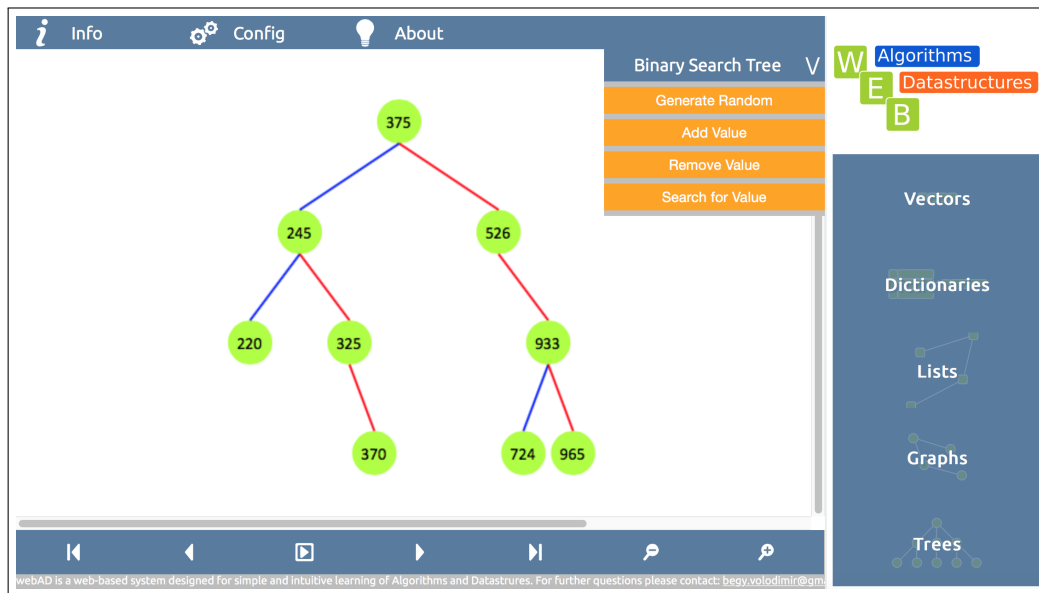 Info
Config
About
Binary Search Tree V
Generate Random
Add Value
Remove Value
Search for Value
375
245
526
220
325
933
370
724
965
webAD is a web-based system designed for simple and intuitive learning of Algorithms and Datastrures. For further questions please contact: begy.volodimir@gm
W Algorithms
E Datastructures
B
Vectors
Dictionaries
Lists
Graphs
Trees